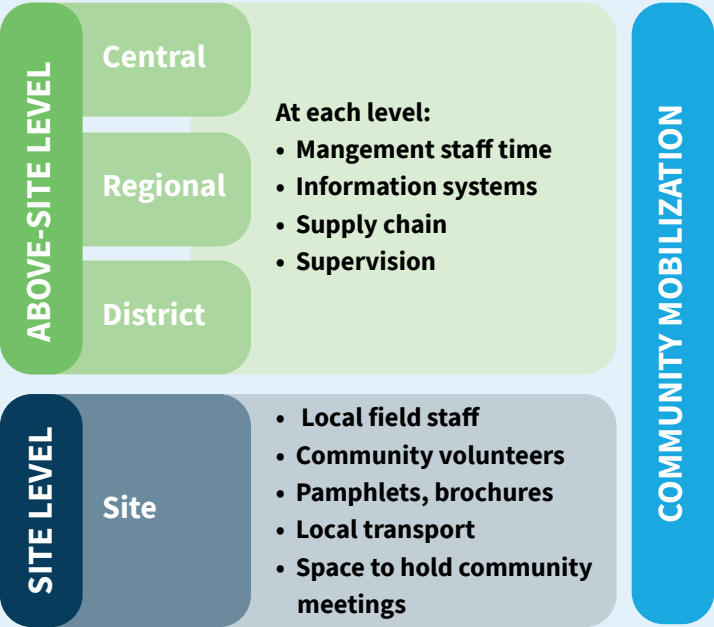 ABOVE-SITE LEVEL
Central
Regional
District
At each level:
• Mangement staff time
• Information systems
• Supply chain
• Supervision
SITE LEVEL
Site
• Local field staff
• Community volunteers
• Pamphlets, brochures
• Local transport
• Space to hold community
meetings
COMMUNITY MOBILIZATION